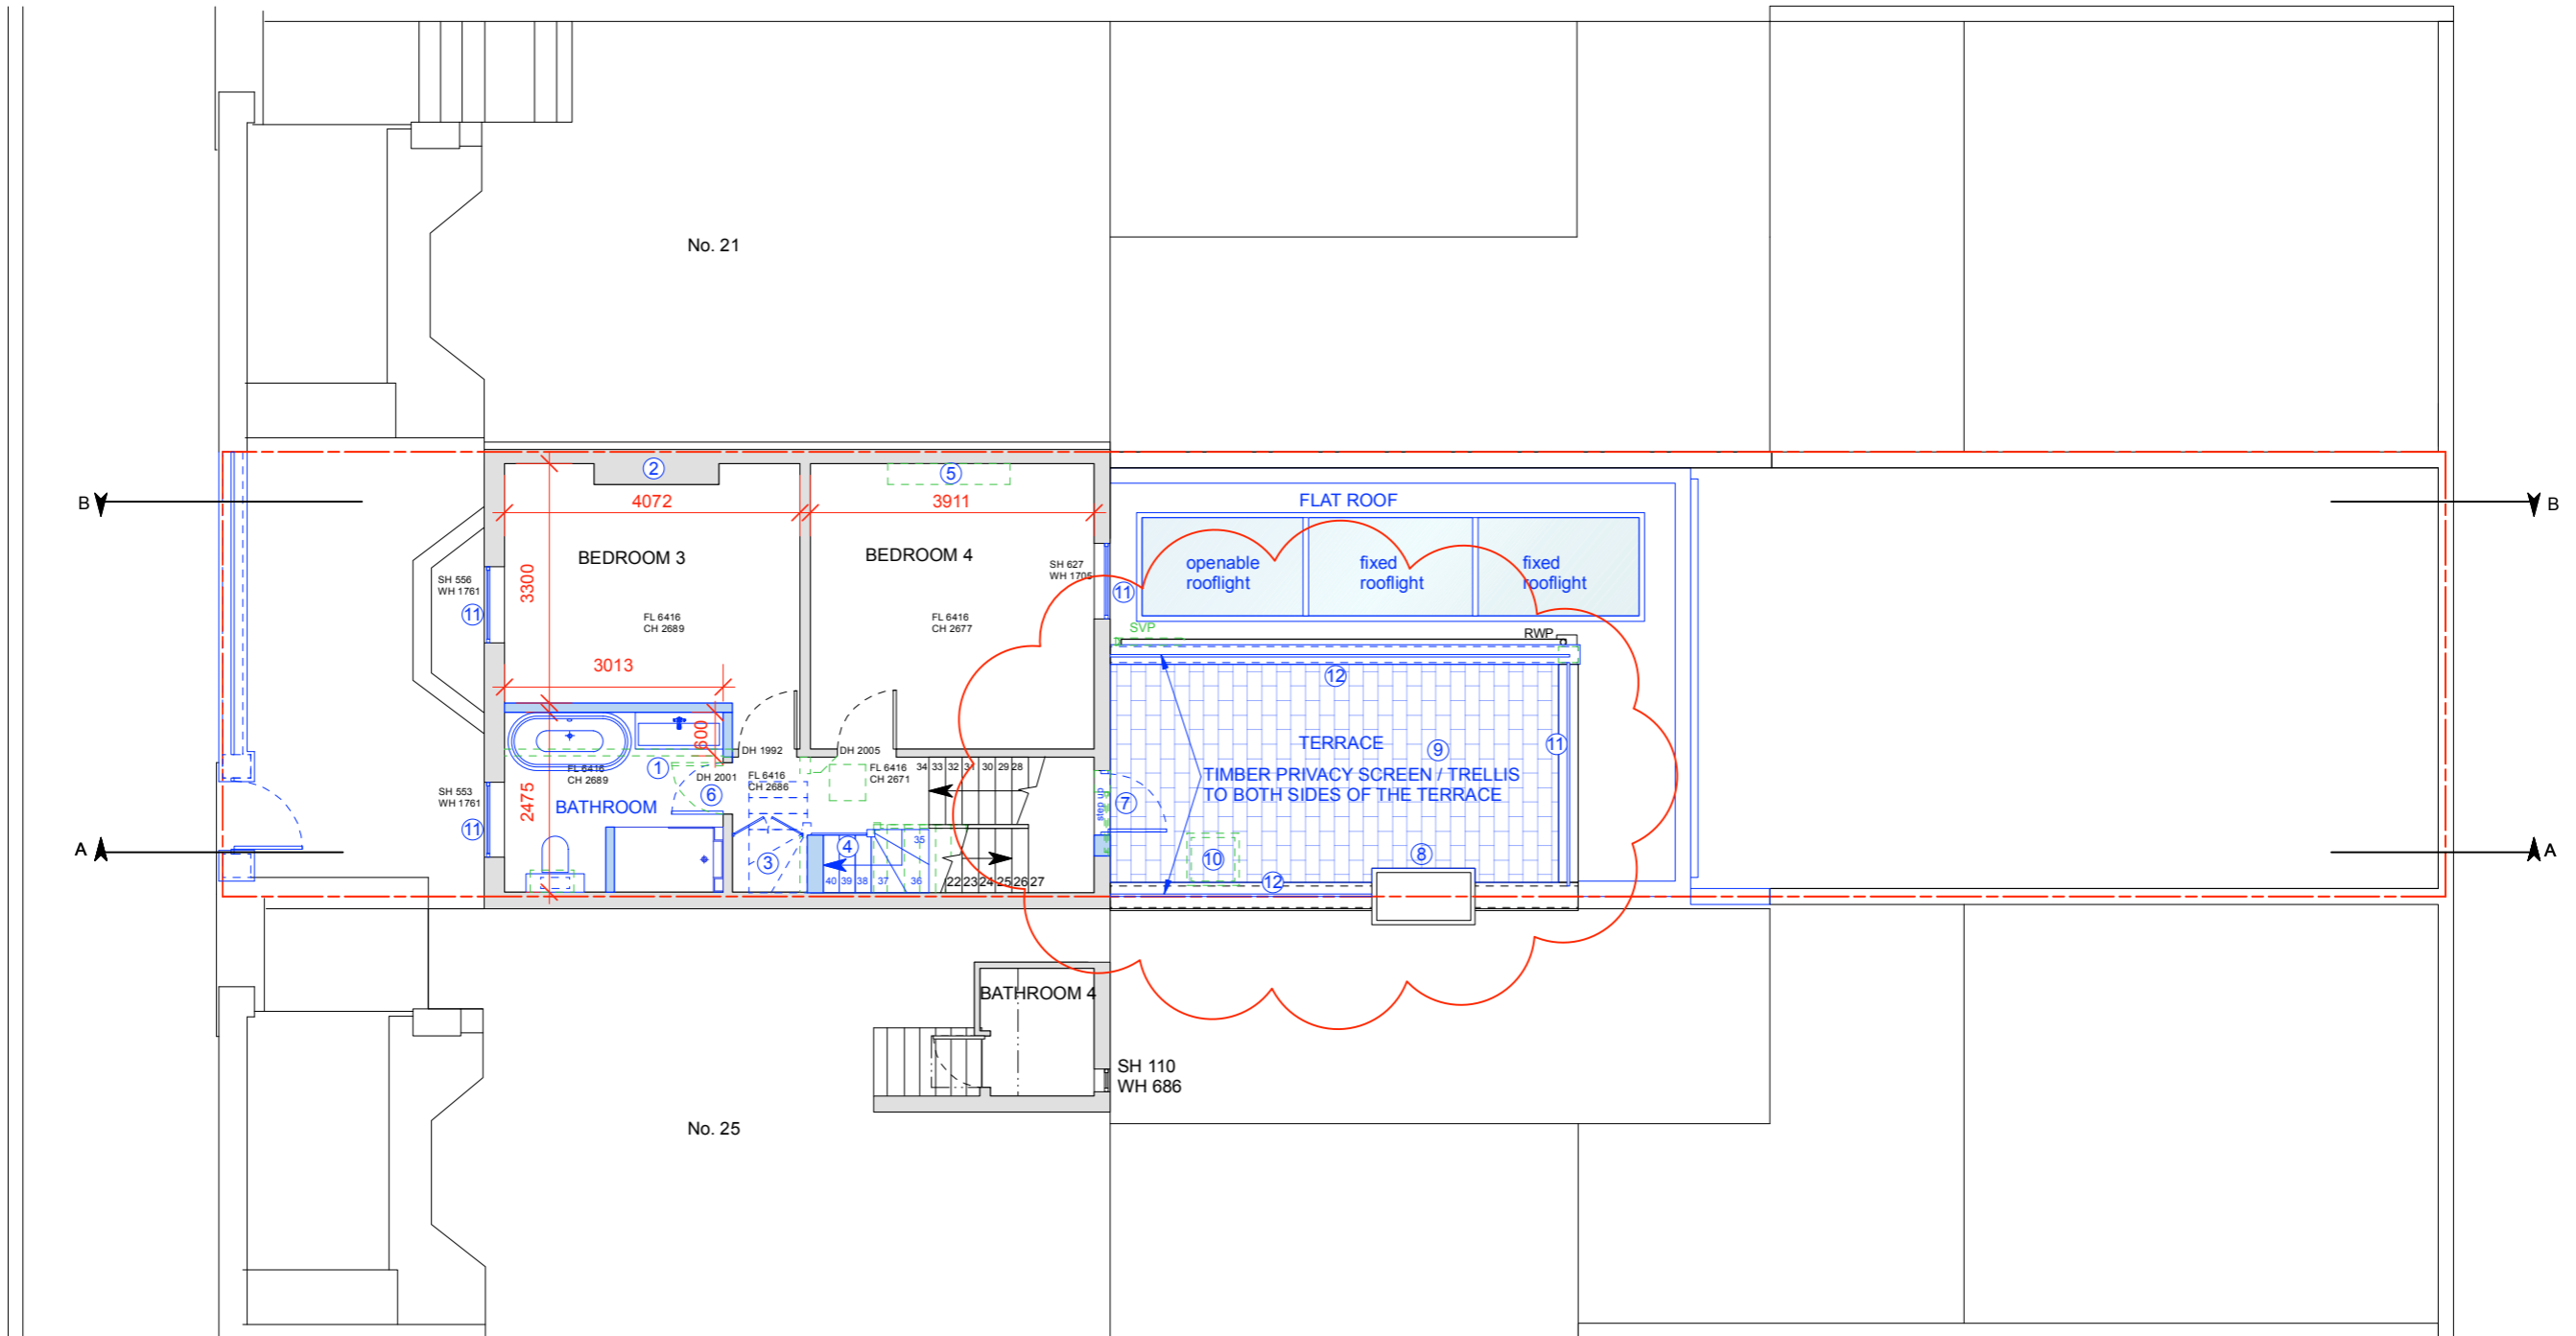 No. 21
B
2
5
4072
3911
FLAT ROOF
B
BEDROOM 3
BEDROOM 4
openable
rooflight
fixed
rooflight
fixed
rooflight
SH 556
WH 1761
11
3300
SH 627
WH 1705
11
FL 6416
CH 2689
FL 6416
CH 2677
SVP
RWP
3013
12
600
DH 1992
DH 2005
TERRACE
9
11
1
FL 6416
CH 2689
DH 2001
FL 6416
CH 2686
FL 6416
CH 2671
34 33 32 31 30 29 28
TIMBER PRIVACY SCREEN / TRELLIS
TO BOTH SIDES OF THE TERRACE
SH 553
WH 1761
11
2475
BATHROOM
6
step up
7
A
3
4
35
40 39 38 37 36
22 23 24 25 26 27
10
8
12
A
BATHROOM 4
SH 110
WH 686
No. 25